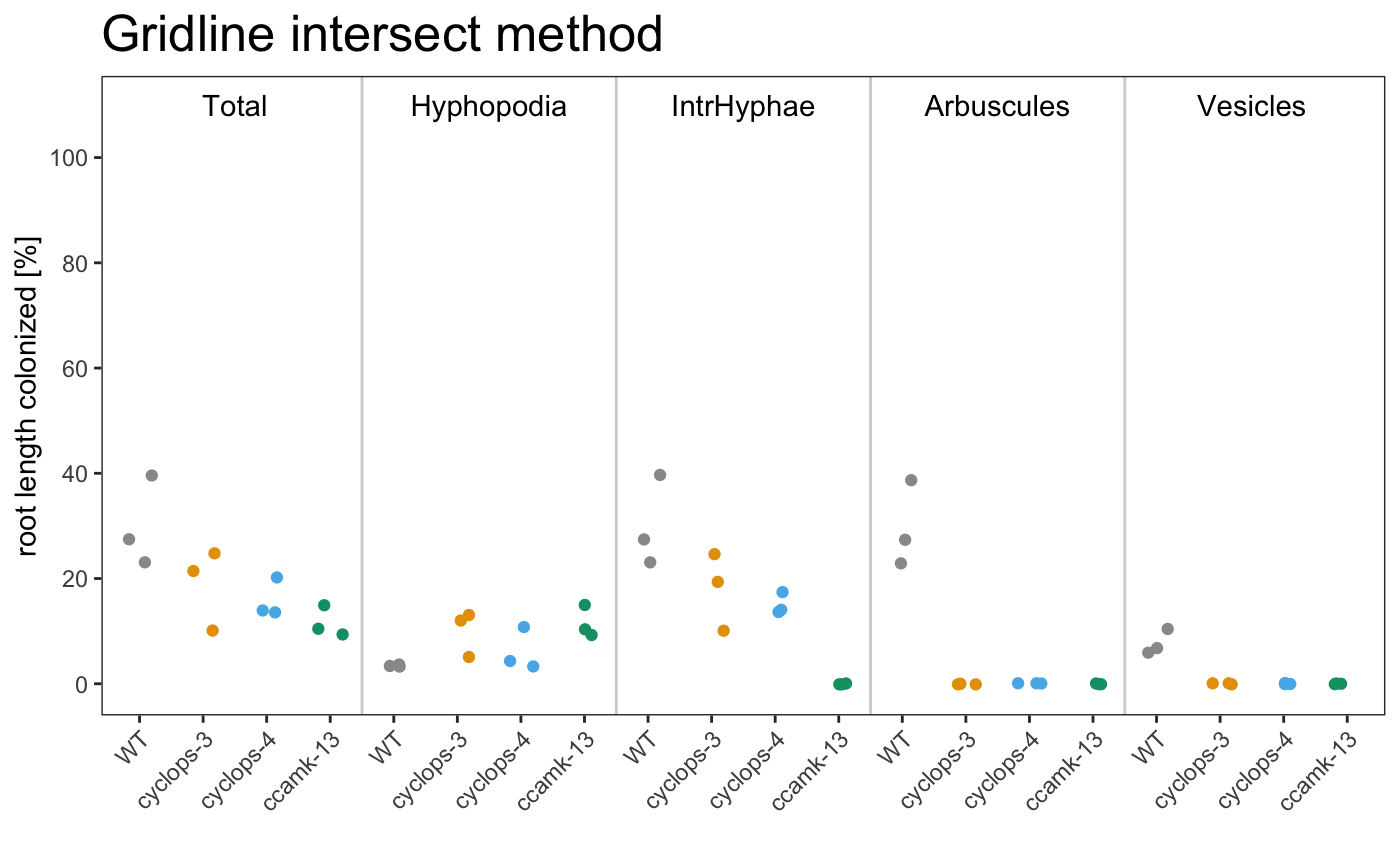 Gridline intersect method
Total Hyphopodia IntrHyphae Arbuscules Vesicles
root length colonized [%]
100
80
60
40
20
0
WT cyclops-3 cyclops-4 ccamk-13 WT cyclops-3 cyclops-4 ccamk-13 WT cyclops-3 cyclops-4 ccamk-13 WT cyclops-3 cyclops-4 ccamk-13 WT cyclops-3 cyclops-4 ccamk-13